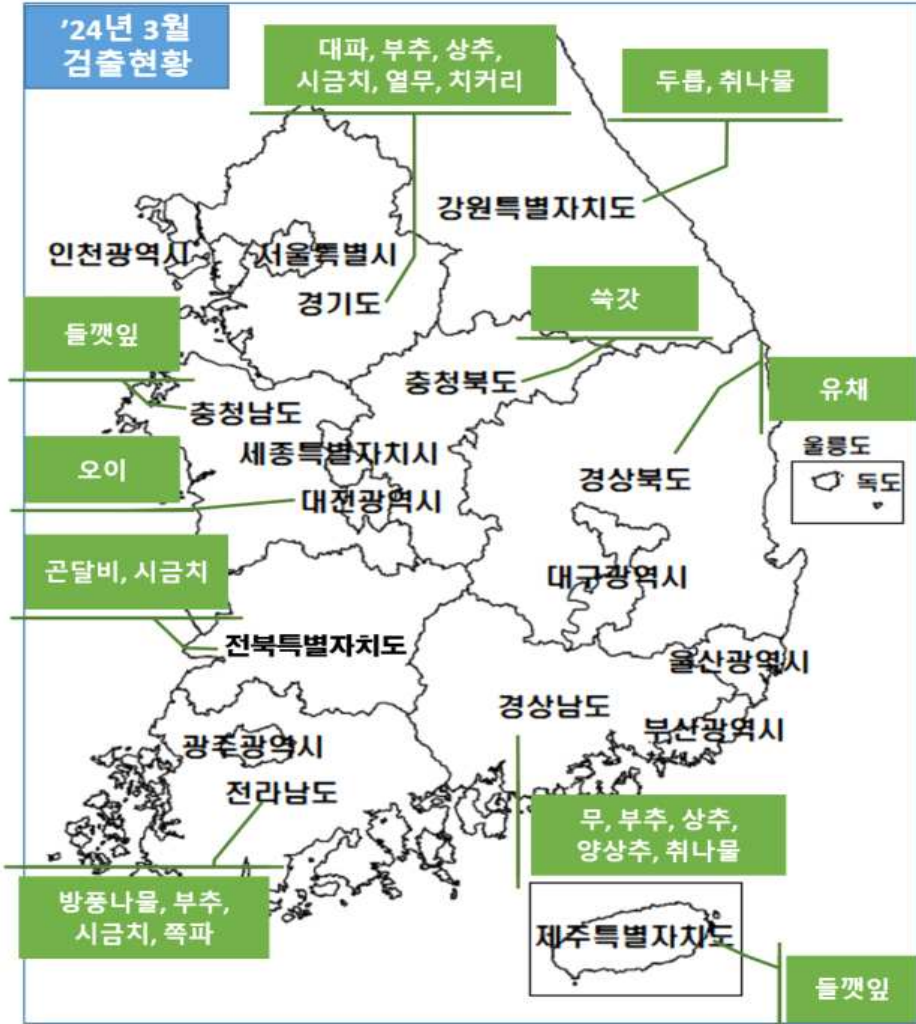 '24년 3월
검출현황
대파, 부추, 상추,
시금치, 열무, 치커리
두릅, 취나물
강원특별자치도
인천광역시
서울특별시
경기도
쑥갓
들깻잎
충청북도
충청남도
유채
울릉도
독도
세종특별자치시
오이
경상북도
대전광역시
곤달비, 시금치
대구광역시
전북특별자치도
울산광역시
경상남도
부산광역시
광주광역시
전라남도
무, 부추, 상추,
양상추, 취나물
방풍나물, 부추,
시금치, 쪽파
제주특별자치도
들깻잎